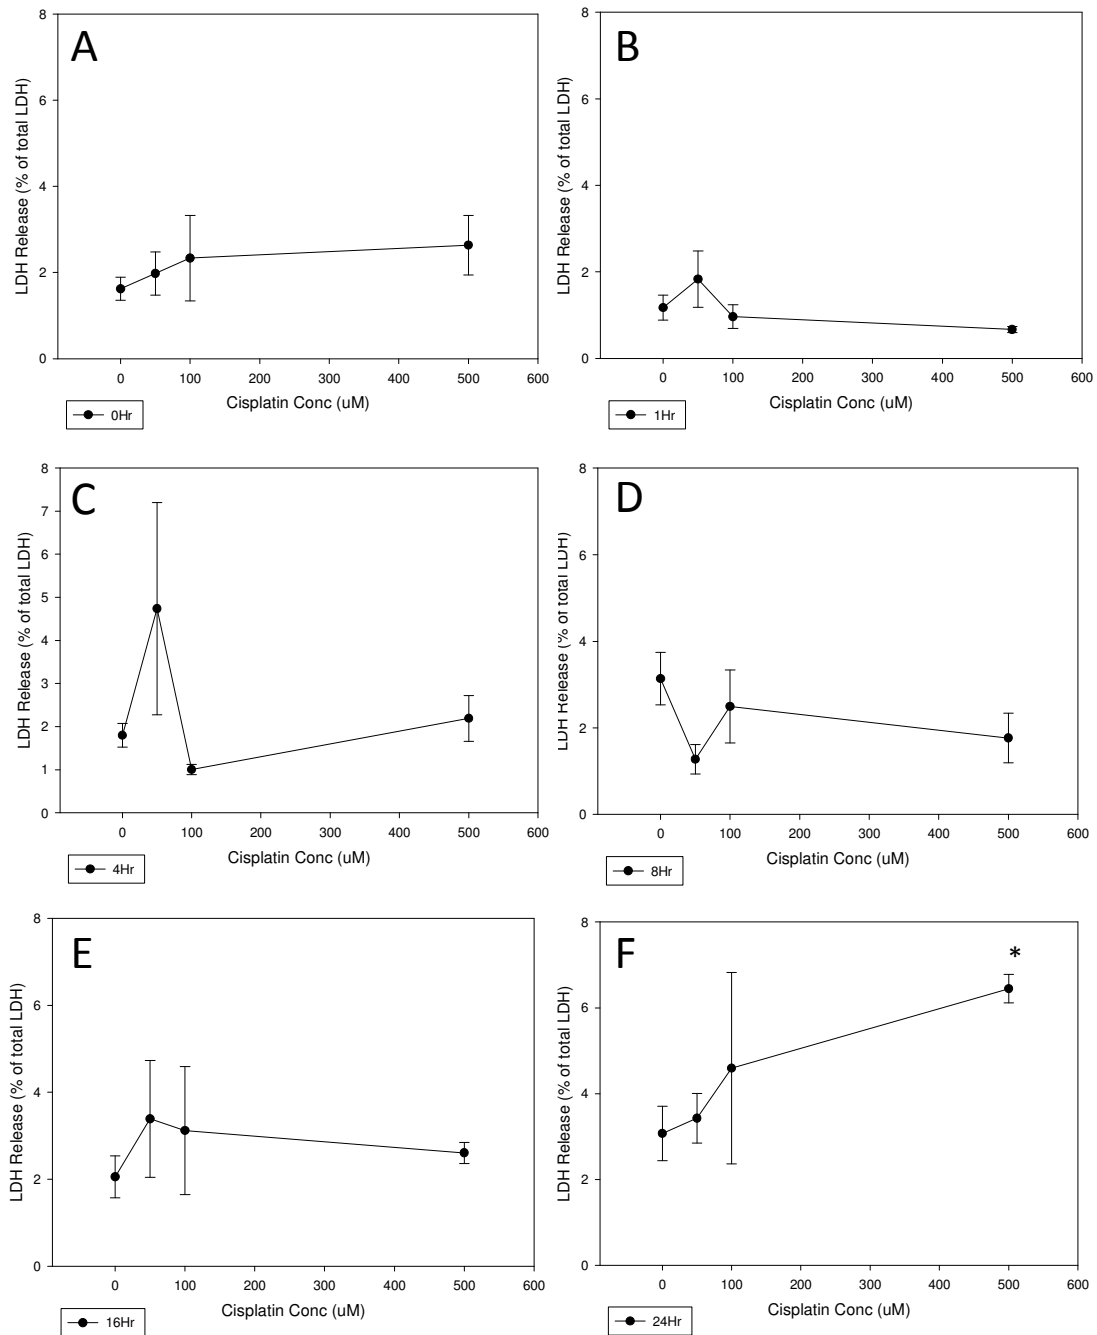 A
LDH Release (% of total LDH)
8
6
4
2
0
0 100 200 300 400 500 600
Cisplatin Conc (uM)
0Hr
B
LDH Release (% of total LDH)
8
6
4
2
0
0 100 200 300 400 500 600
Cisplatin Conc (uM)
1Hr
C
LDH Release (% of total LDH)
8
7
6
5
4
3
2
1
0
0 100 200 300 400 500 600
Cisplatin Conc (uM)
4Hr
D
LDH Release (% of total LDH)
8
6
4
2
0
0 100 200 300 400 500 600
Cisplatin Conc (uM)
8Hr
E
LDH Release (% of total LDH)
8
6
4
2
0
0 100 200 300 400 500 600
Cisplatin Conc (uM)
16Hr
F
*
LDH Release (% of total LDH)
8
6
4
2
0
0 100 200 300 400 500 600
Cisplatin Conc (uM)
24Hr